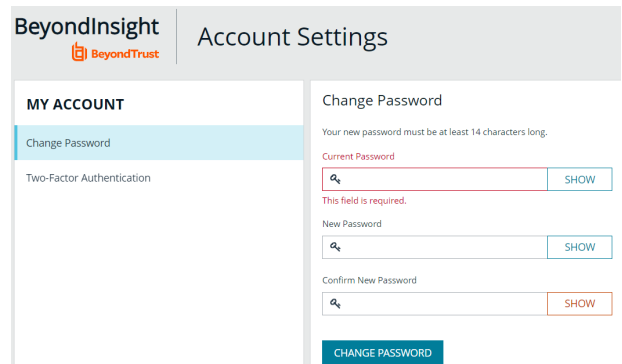 BeyondInsight
BeyondTrust
Account Settings
MY ACCOUNT
Change Password
Two-Factor Authentication
Change Password
Your new password must be at least 14 characters long.
Current Password
SHOW
This field is required.
New Password
SHOW
Confirm New Password
SHOW
CHANGE PASSWORD